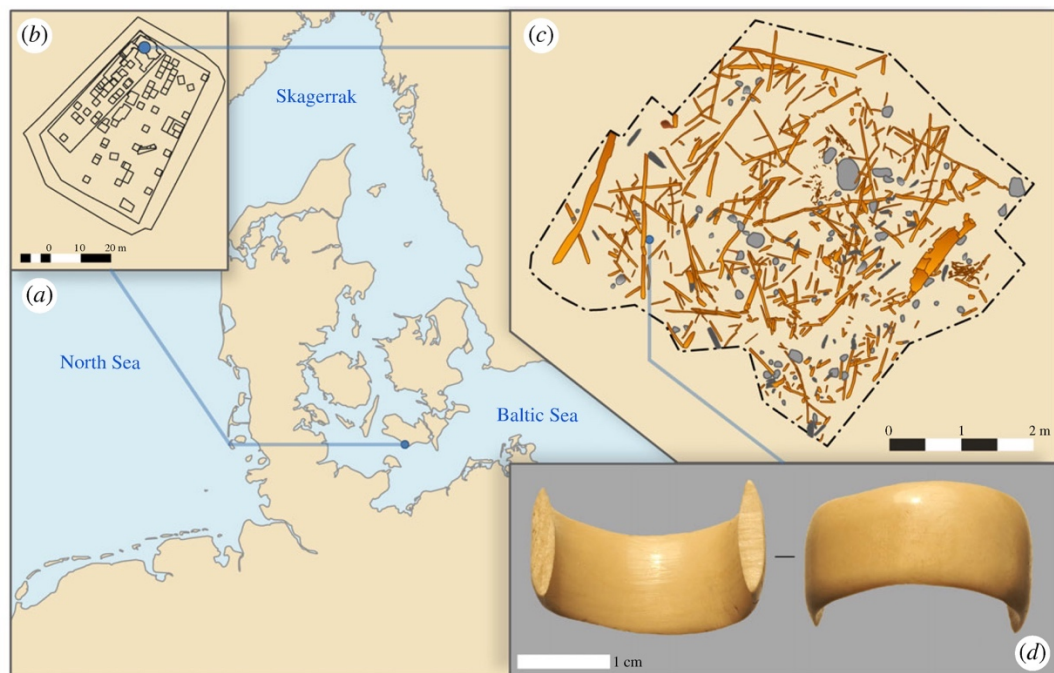 (b)
0 10 20 m
(a)
Skagerrak
North Sea
Baltic Sea
(c)
0 1 2 m
1 cm
(d)